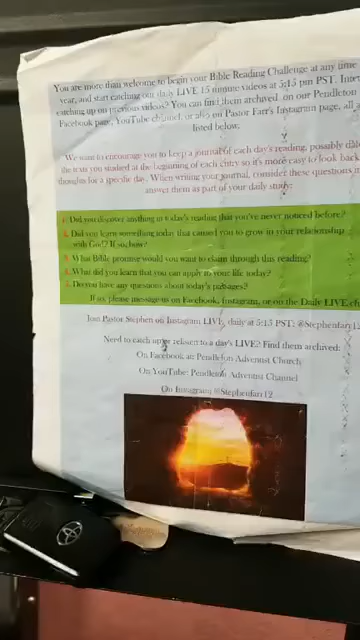 You are more than welcome to begin your Bible Reading Challenge at any time
year, and start catching our daily LIVE 15 minute videos at 5:15 pm PST. Inter
catching up on previous videos? You can find them archived on our Pendleton
Facebook page, YouTube channel, or also on Pastor Farr's Instagram page, all
listed below.
We want to encourage you to keep a journal of each day's reading, possibly
the texts you studied at the beginning of each entry so it's more easy to look back
thoughts for a specific day. When writing your journal, consider these questions
answer them as part of your daily study:
1. Did you discover anything in today's reading that you've never noticed before?
2. Did you learn something today that caused you to grow in your relationship
with God? If so, how?
3. What Bible promise would you want to claim through this reading?
4. What did you learn that you can apply to your life today?
5. Do you have any questions about today's passages?
If so, please message us on Facebook, Instagram, or on the Daily LIVE
Join Pastor Stephen on Instagram LIVE, daily at 5:15 PST: @Stephenfarr12
Need to catch up or relisten to a day's LIVE? Find them archived:
On Facebook at: Pendleton Adventist Church
On YouTube: Pendleton Adventist Channel
On Instagram @Stephenfarr12